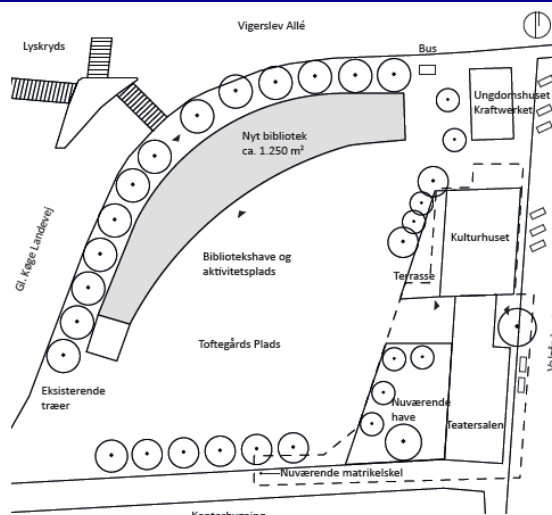 Vigerslev Allé
Lyskryds
Bus
Ungdomshuset
Kraftwerket
Nyt bibliotek
ca. 1.250 m²
Gl. Køge Landevej
Kulturhuset
Bibliotekshave og
aktivitetsplads
Terrasse
Toftegårds Plads
Eksisterende
træer
Nuværende
have
Teatersalen
Nuværende matrikelskel